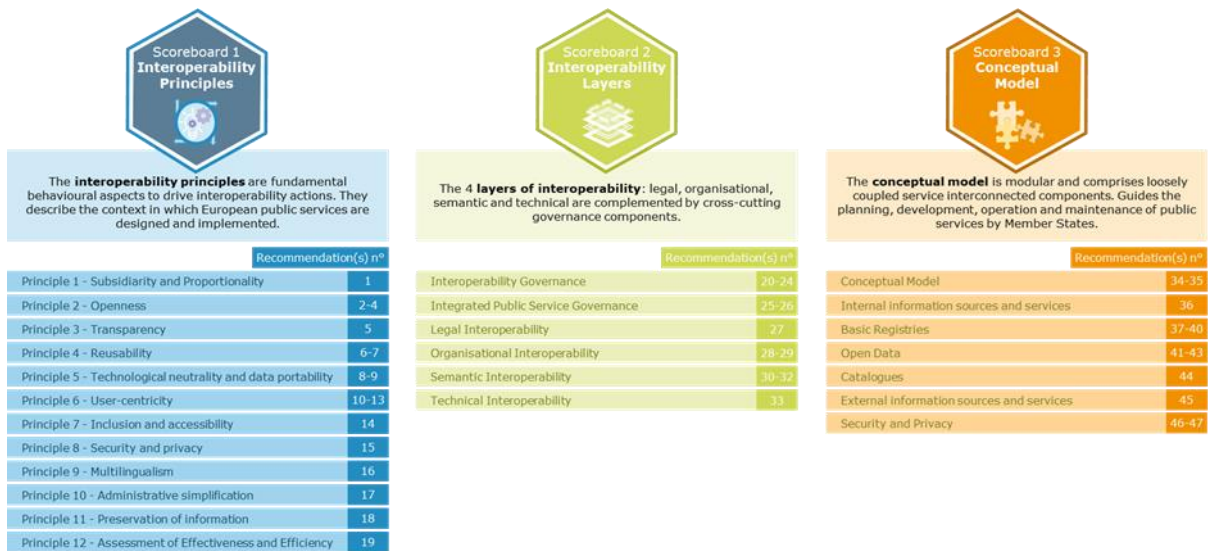 Scoreboard 1
Interoperability
Principles
The interoperability principles are fundamental
behavioural aspects to drive interoperability actions. They
describe the context in which European public services are
designed and implemented.
Recommendation(s) nº
Principle 1 - Subsidiarity and Proportionality 1
Principle 2 - Openness 2-4
Principle 3 - Transparency 5
Principle 4 - Reusability 6-7
Principle 5 - Technological neutrality and data portability 8-9
Principle 6 - User-centricity 10-13
Principle 7 - Inclusion and accessibility 14
Principle 8 - Security and privacy 15
Principle 9 - Multilingualism 16
Principle 10 - Administrative simplification 17
Principle 11 - Preservation of information 18
Principle 12 - Assessment of Effectiveness and Efficiency 19
Scoreboard 2
Interoperability
Layers
The 4 layers of interoperability: legal, organisational,
semantic and technical are complemented by cross-cutting
governance components.
Recommendation(s) nº
Interoperability Governance 20-24
Integrated Public Service Governance 25-26
Legal Interoperability 27
Organisational Interoperability 28-29
Semantic Interoperability 30-32
Technical Interoperability 33
Scoreboard 3
Conceptual
Model
The conceptual model is modular and comprises loosely
coupled service interconnected components. Guides the
planning, development, operation and maintenance of public
services by Member States.
Recommendation(s) nº
Conceptual Model 34-35
Internal information sources and services 36
Basic Registries 37-40
Open Data 41-43
Catalogues 44
External information sources and services 45
Security and Privacy 46-47